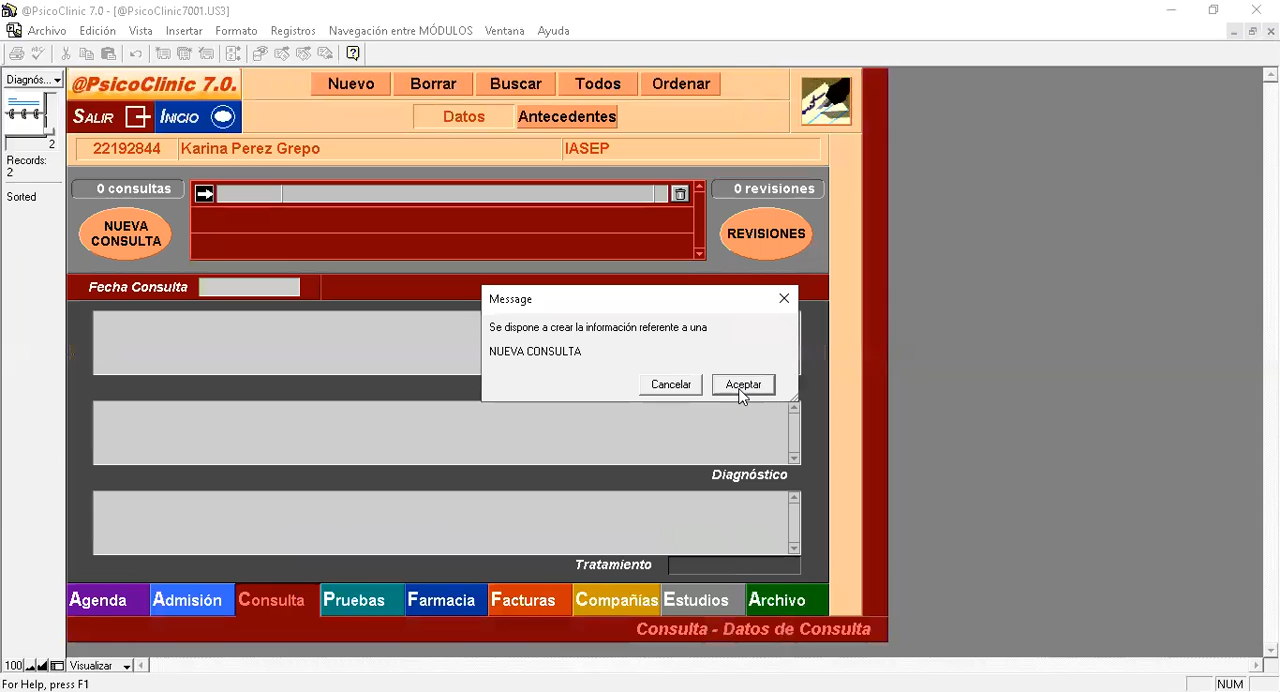 @PsicoClinic 7.0. - [@PsicoClinic7001.US3]
Archivo Edición Vista Insertar Formato Registros Navegación entre MÓDULOS Ventana Ayuda
Diagnós...
2
Records:
2
Sorted
@PsicoClinic 7.0.
Nuevo Borrar Buscar Todos Ordenar
SALIR INICIO
Datos Antecedentes
22192844 Karina Perez Grepo IASEP
0 consultas
0 revisiones
NUEVA
CONSULTA
REVISIONES
Fecha Consulta
Message
Se dispone a crear la información referente a una
NUEVA CONSULTA
Cancelar Aceptar
Diagnóstico
Tratamiento
Agenda Admisión Consulta Pruebas Farmacia Facturas Compañías Estudios Archivo
Consulta - Datos de Consulta
100 Visualizar
For Help, press F1
NUM